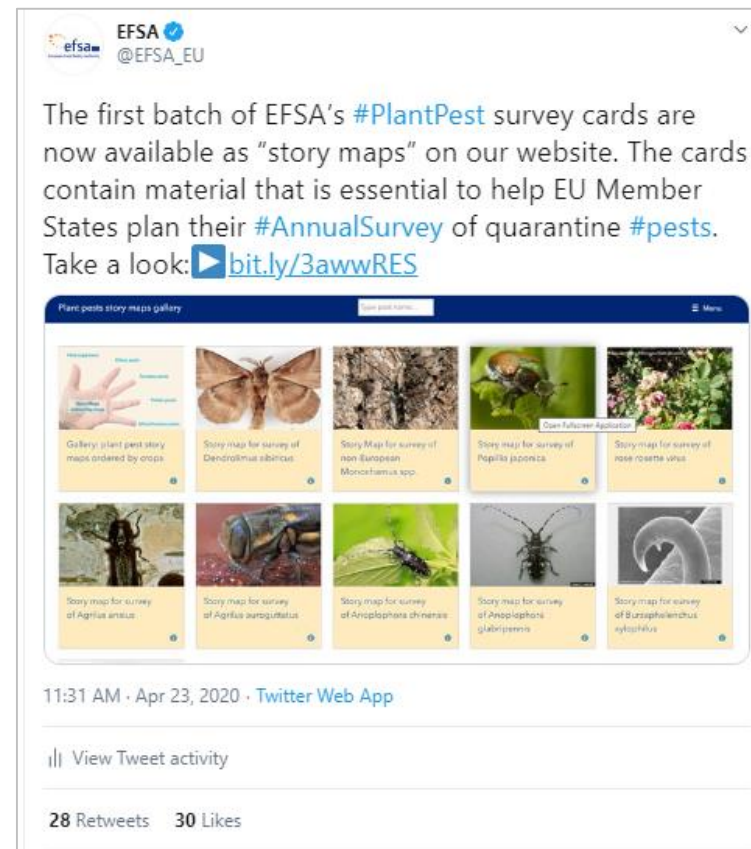 efsa
EFSA
@EFSA_EU
The first batch of EFSA’s #PlantPest survey cards are
now available as “story maps” on our website. The cards
contain material that is essential to help EU Member
States plan their #AnnualSurvey of quarantine #pests.
Take a look: bit.ly/3awwRES
Plant pests story maps gallery
Type pest name...
Menu
Gallery: plant pest story
maps ordered by crops
Story map for survey of
Dendrolimus sibiricus
Story Map for survey of
non-European
Monochamus spp.
Open Fullscreen Application
Story map for survey of
Popillia japonica
Story map for survey of
rose rosette virus
Story map for survey
of Agrilus anxius
Story map for survey
of Agrilus auroguttatus
Story map for survey
of Anoplophora chinensis
Story map for survey
of Anoplophora
glabripennis
Story map for survey
of Bursaphelenchus
xylophilus
11:31 AM · Apr 23, 2020 · Twitter Web App
View Tweet activity
28 Retweets 30 Likes